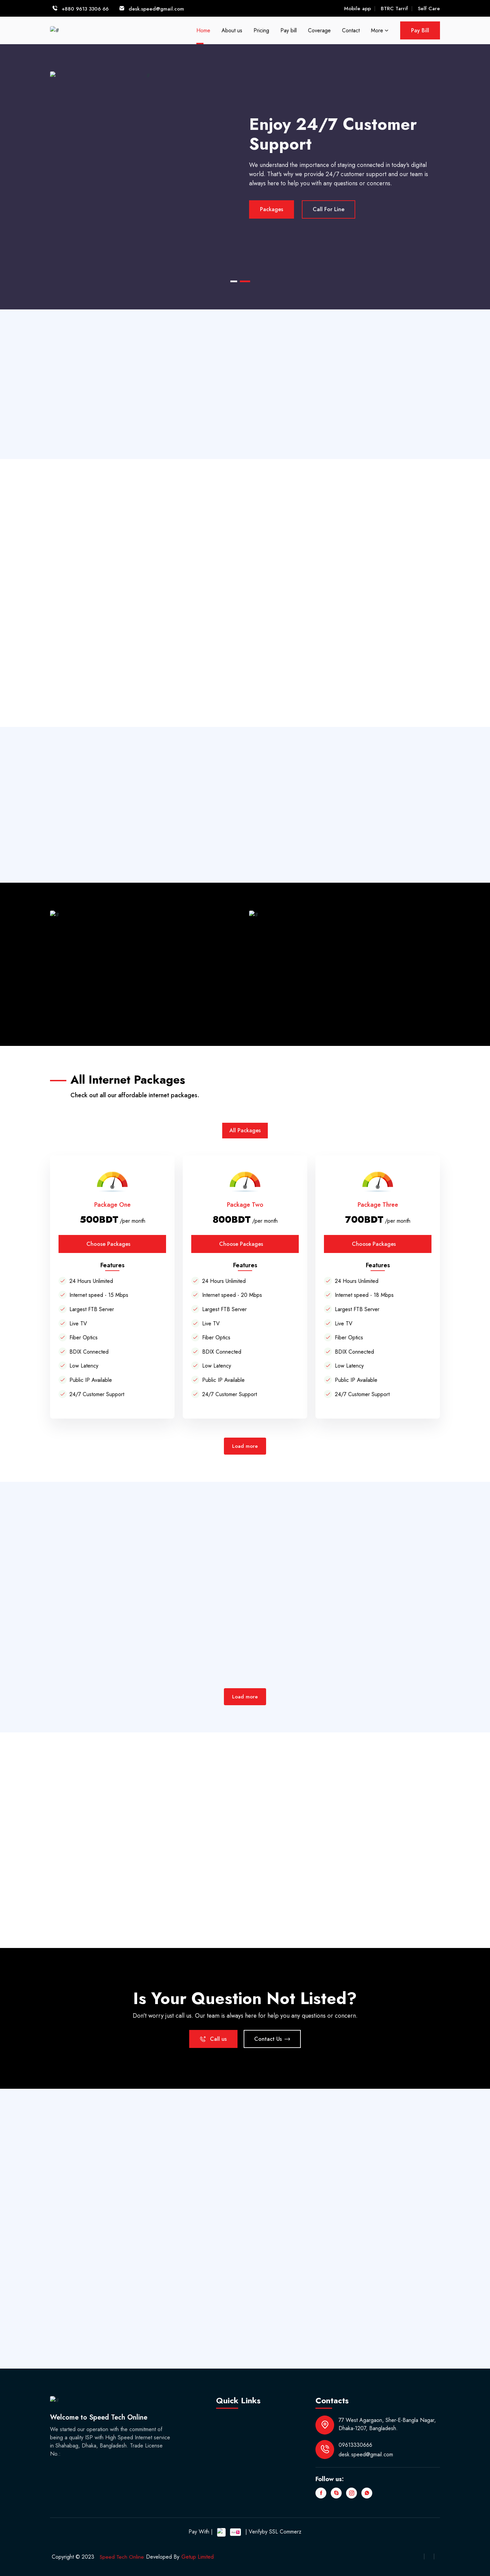 +880 9613 3306 66 desk.speed@gmail.com Mobile app BTRC Tarrif Self Care
Home About us Pricing Pay bill Coverage Contact More Pay Bill
Enjoy 24/7 Customer
Support
We understand the importance of staying connected in today's digital
world. That's why we provide 24/7 customer support and our team is
always here to help you with any questions or concerns.
Packages Call For Line
All Internet Packages
Check out all our affordable internet packages.
All Packages
Package One
500BDT /per month
Choose Packages
Features
24 Hours Unlimited
Internet speed - 15 Mbps
Largest FTB Server
Live TV
Fiber Optics
BDIX Connected
Low Latency
Public IP Available
24/7 Customer Support
Package Two
800BDT /per month
Choose Packages
Features
24 Hours Unlimited
Internet speed - 20 Mbps
Largest FTB Server
Live TV
Fiber Optics
BDIX Connected
Low Latency
Public IP Available
24/7 Customer Support
Package Three
700BDT /per month
Choose Packages
Features
24 Hours Unlimited
Internet speed - 18 Mbps
Largest FTB Server
Live TV
Fiber Optics
BDIX Connected
Low Latency
Public IP Available
24/7 Customer Support
Load more
Load more
Is Your Question Not Listed?
Don't worry just call us. Our team is always here for help you any questions or concern.
Call us Contact Us
Welcome to Speed Tech Online
We started our operation with the commitment of
being a quality ISP with High Speed Internet service
in Shahabag, Dhaka, Bangladesh. Trade License
No.:
Quick Links
Contacts
77 West Agargaon, Sher-E-Bangla Nagar,
Dhaka-1207, Bangladesh.
09613330666
desk.speed@gmail.com
Follow us:
Pay With | | Verifyby SSL Commerz
Copyright © 2023 Speed Tech Online Developed By Getup Limited